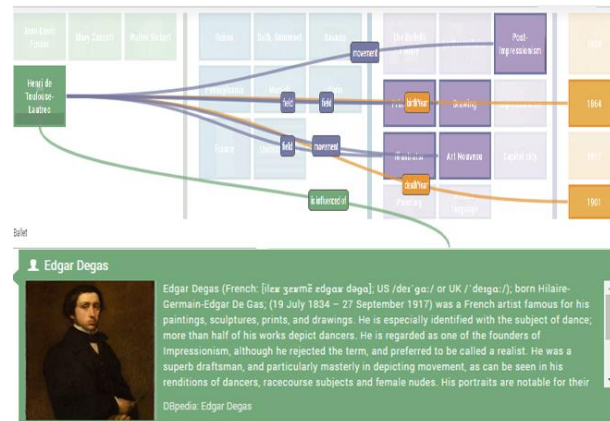 Mary Cassatt
Post-
Impressionism
movement
Henri de
Toulouse-
Lautrec
field
field
birthYear
Drawing
1864
field
movement
Illustrator
Art Nouveau
deathYear
is influenced of
1901
Balet
Edgar Degas
Edgar Degas (French: [ilɛʁ ʒɛʁmɛ̃ ɛdɡaʁ dəɡa]; US /deɪˈɡɑː/ or UK /ˈdeɪɡɑː/); born Hilaire-
Germain-Edgar De Gas; (19 July 1834 – 27 September 1917) was a French artist famous for his
paintings, sculptures, prints, and drawings. He is especially identified with the subject of dance;
more than half of his works depict dancers. He is regarded as one of the founders of
Impressionism, although he rejected the term, and preferred to be called a realist. He was a
superb draftsman, and particularly masterly in depicting movement, as can be seen in his
renditions of dancers, racecourse subjects and female nudes. His portraits are notable for their
DBpedia: Edgar Degas